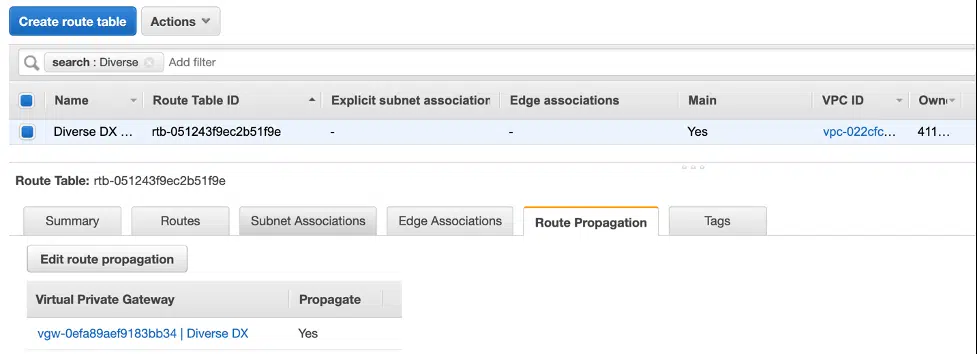 Create route table Actions
search : Diverse Add filter
Name Route Table ID Explicit subnet association Edge associations Main VPC ID Own
Diverse DX ... rtb-051243f9ec2b51f9e - - Yes vpc-022cfc... 411...
Route Table: rtb-051243f9ec2b51f9e
Summary Routes Subnet Associations Edge Associations Route Propagation Tags
Edit route propagation
Virtual Private Gateway Propagate
vgw-0efa89aef9183bb34 | Diverse DX Yes